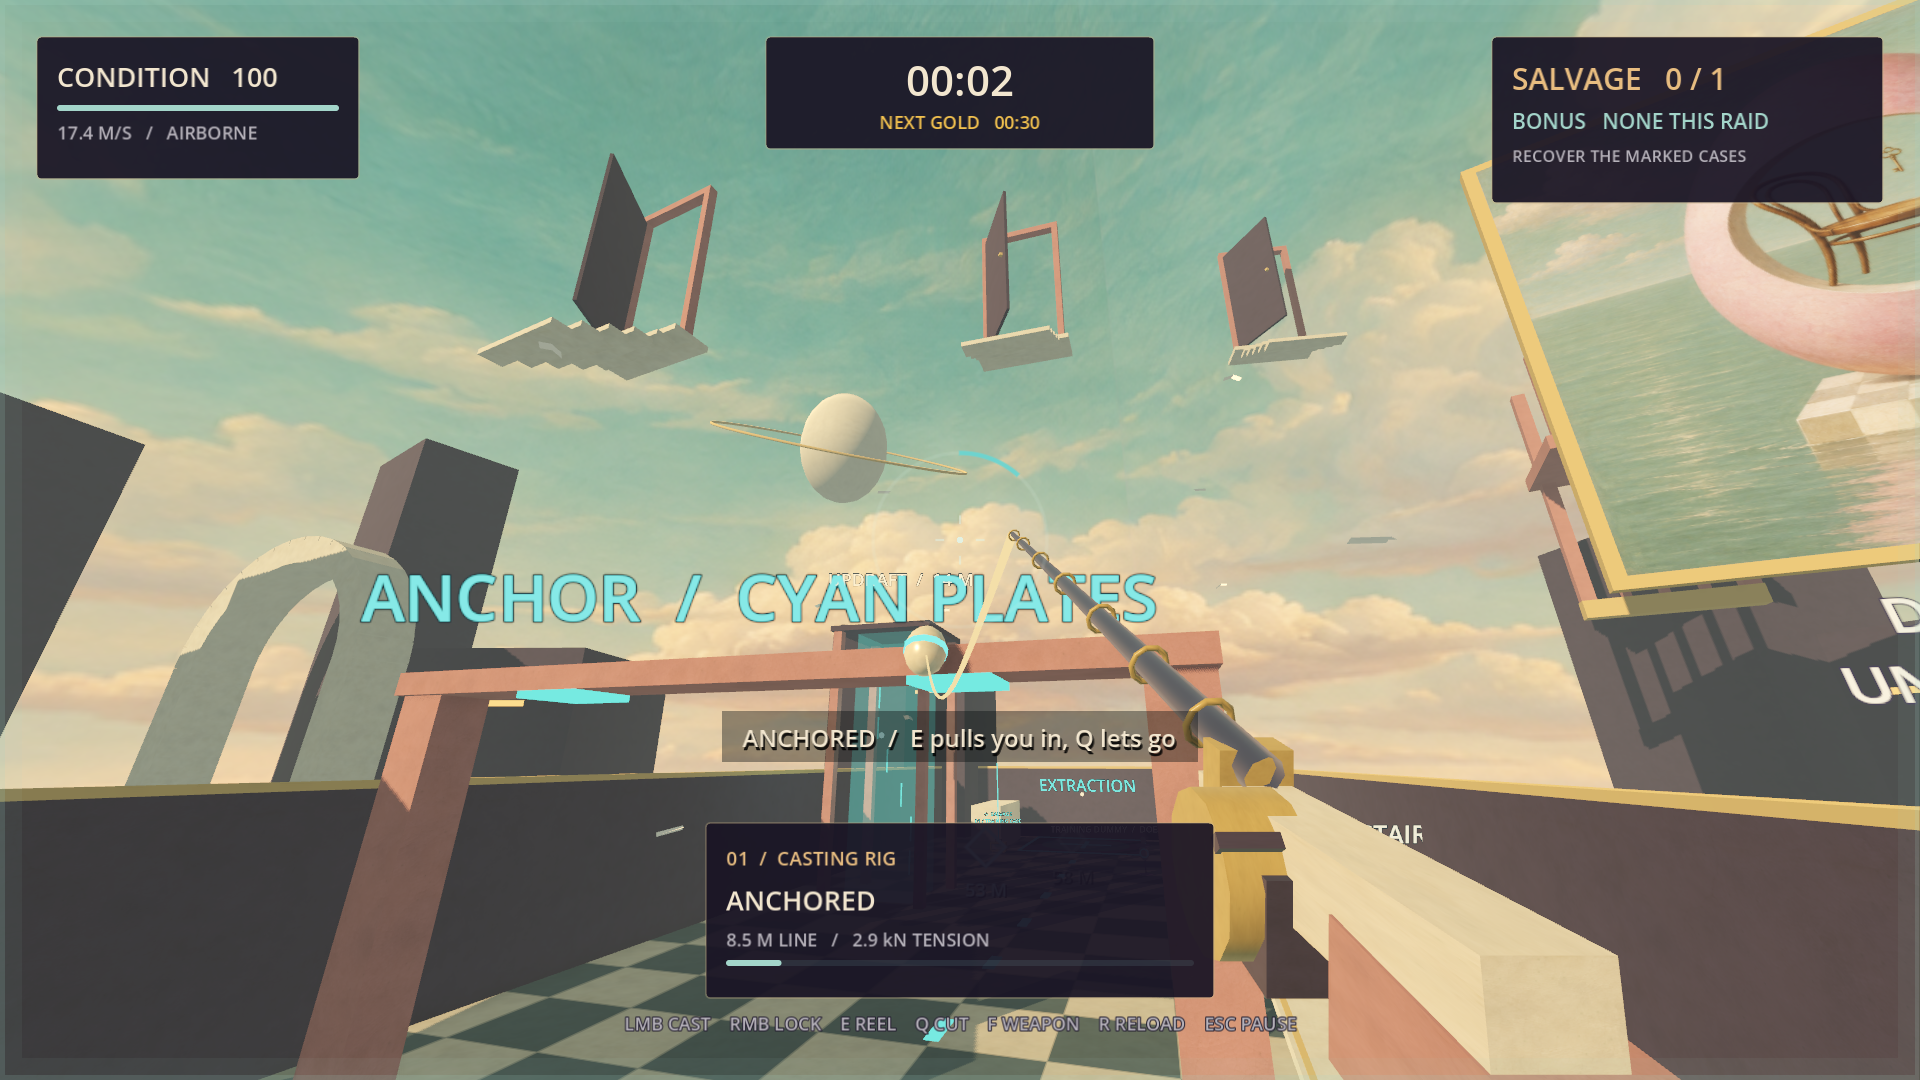 CONDITION 100
17.4 M/S / AIRBORNE
00:02
NEXT GOLD 00:30
SALVAGE 0 / 1
BONUS NONE THIS RAID
RECOVER THE MARKED CASES
UPDRAFT / 14 M
ANCHOR / CYAN PLATES
ANCHORED / E pulls you in, Q lets go
EXTRACTION
01 / CASTING RIG
ANCHORED
8.5 M LINE / 2.9 kN TENSION
LMB CAST RMB LOCK E REEL Q CUT F WEAPON R RELOAD ESC PAUSE